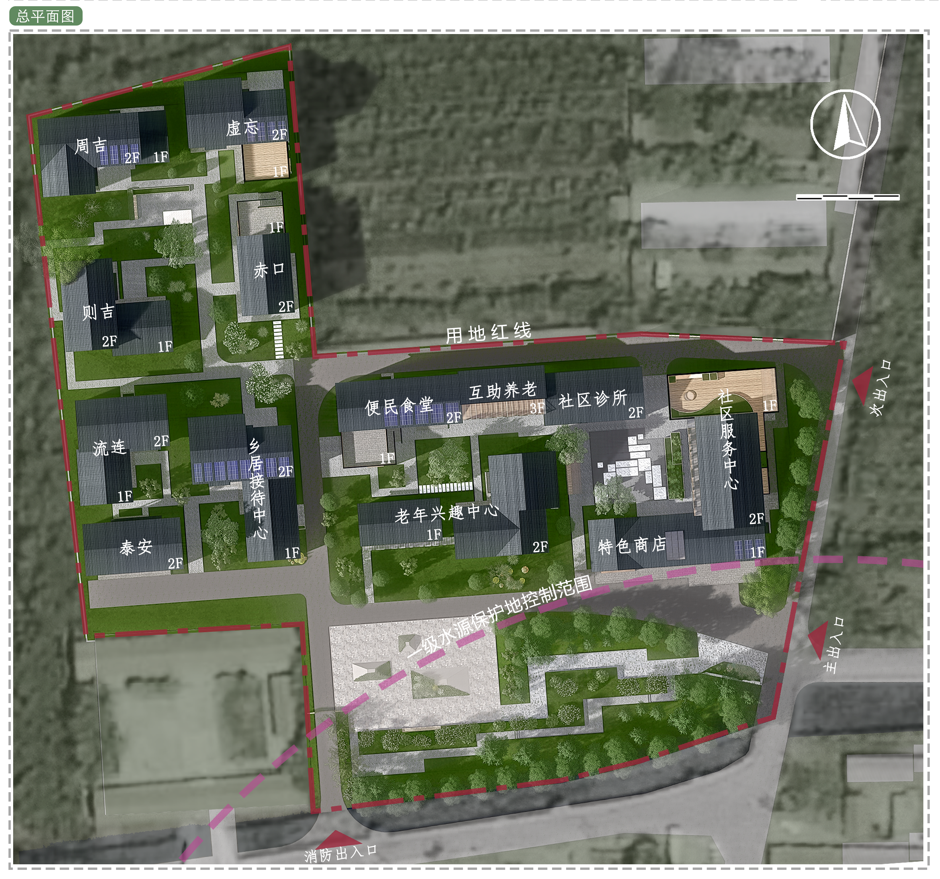 总平面图
虚忘
2F
1F
周吉
2F
1F
1F
赤口
2F
则吉
2F
1F
用地红线
次出入口
便民食堂
2F
1F
互助养老
3F
社区诊所
2F
1F
社区服务中心
2F
流连
2F
1F
乡居接待中心
2F
1F
泰安
2F
老年兴趣中心
1F
2F
特色商店
1F
一级水源保护地控制范围
主出入口
消防出入口